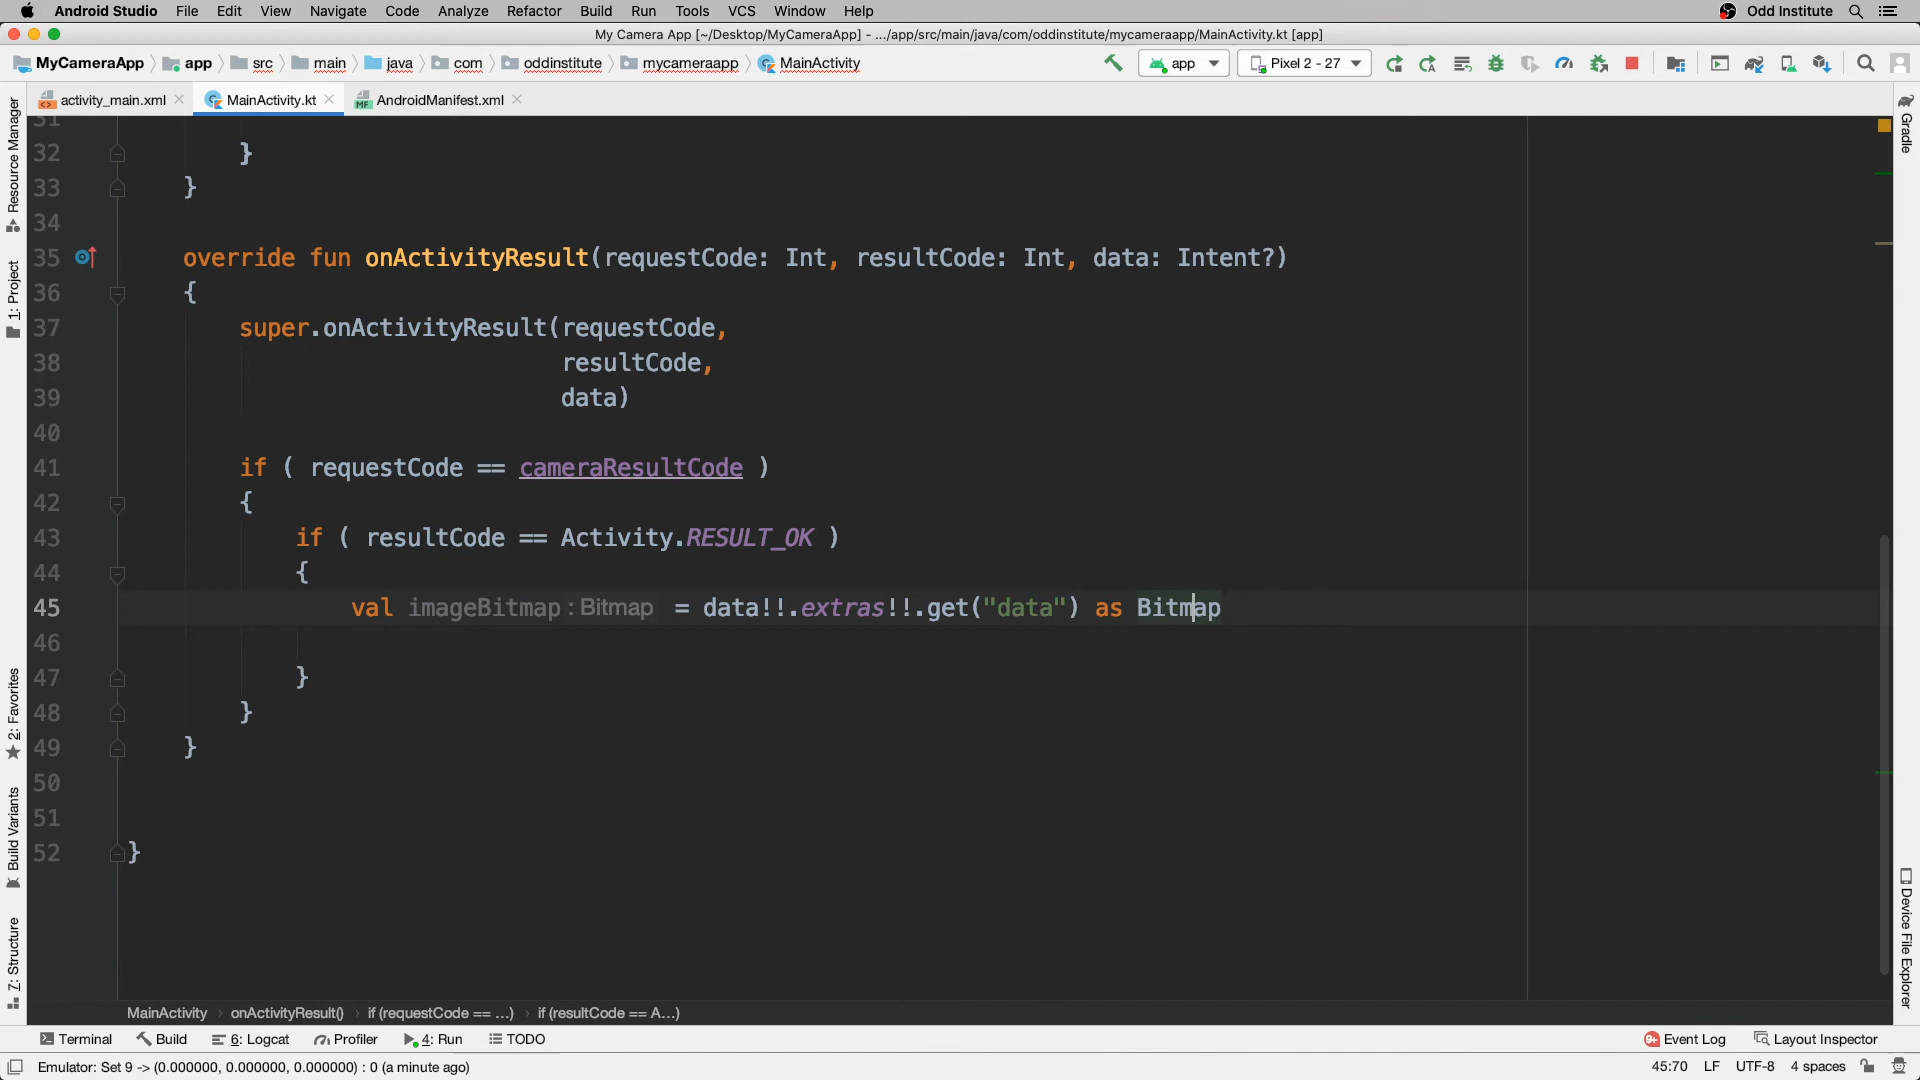 Android Studio File Edit View Navigate Code Analyze Refactor Build Run Tools VCS Window Help Odd Institute
My Camera App [~/Desktop/MyCameraApp] - .../app/src/main/java/com/oddinstitute/mycameraapp/MainActivity.kt [app]
MyCameraApp app src main java com oddinstitute mycameraapp MainActivity app Pixel 2 - 27
activity_main.xml MainActivity.kt AndroidManifest.xml
Resource Manager
1: Project
2: Favorites
Build Variants
7: Structure
Gradle
Device File Explorer
31
32 }
33 }
34
35 override fun onActivityResult(requestCode: Int, resultCode: Int, data: Intent?)
36 {
37 super.onActivityResult(requestCode,
38 resultCode,
39 data)
40
41 if ( requestCode == cameraResultCode )
42 {
43 if ( resultCode == Activity.RESULT_OK )
44 {
45 val imageBitmap : Bitmap = data!!.extras!!.get("data") as Bitmap
46
47 }
48 }
49 }
50
51
52 }
MainActivity › onActivityResult() › if (requestCode == ...) › if (resultCode == A...)
Terminal Build 6: Logcat Profiler 4: Run TODO 9+ Event Log Layout Inspector
Emulator: Set 9 -> (0.000000, 0.000000, 0.000000) : 0 (a minute ago) 45:70 LF UTF-8 4 spaces